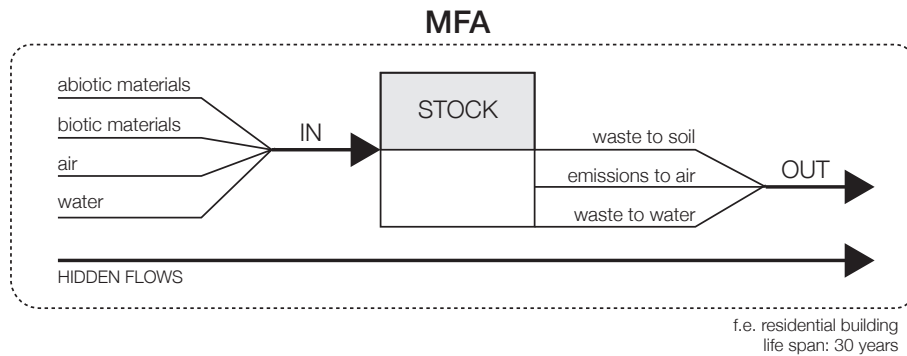 MFA
abiotic materials
biotic materials
air
water
IN
STOCK
waste to soil
emissions to air
waste to water
OUT
HIDDEN FLOWS
f.e. residential building
life span: 30 years